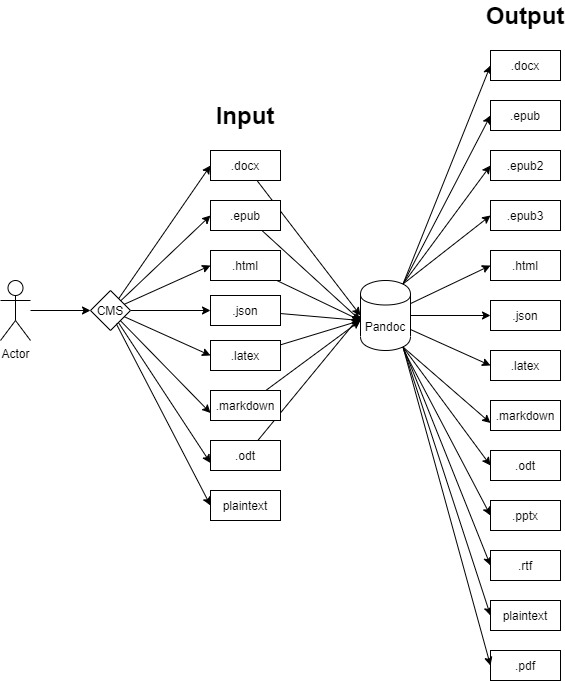 Output
Input
Actor
CMS
.docx
.epub
.html
.json
.latex
.markdown
.odt
plaintext
Pandoc
.docx
.epub
.epub2
.epub3
.html
.json
.latex
.markdown
.odt
.pptx
.rtf
plaintext
.pdf